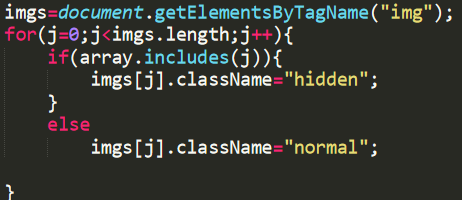 imgs=document.getElementsByTagName("img");
for(j=0;j<imgs.length;j++){
    if(array.includes(j)){
        imgs[j].className="hidden";
    }
    else
        imgs[j].className="normal";

}